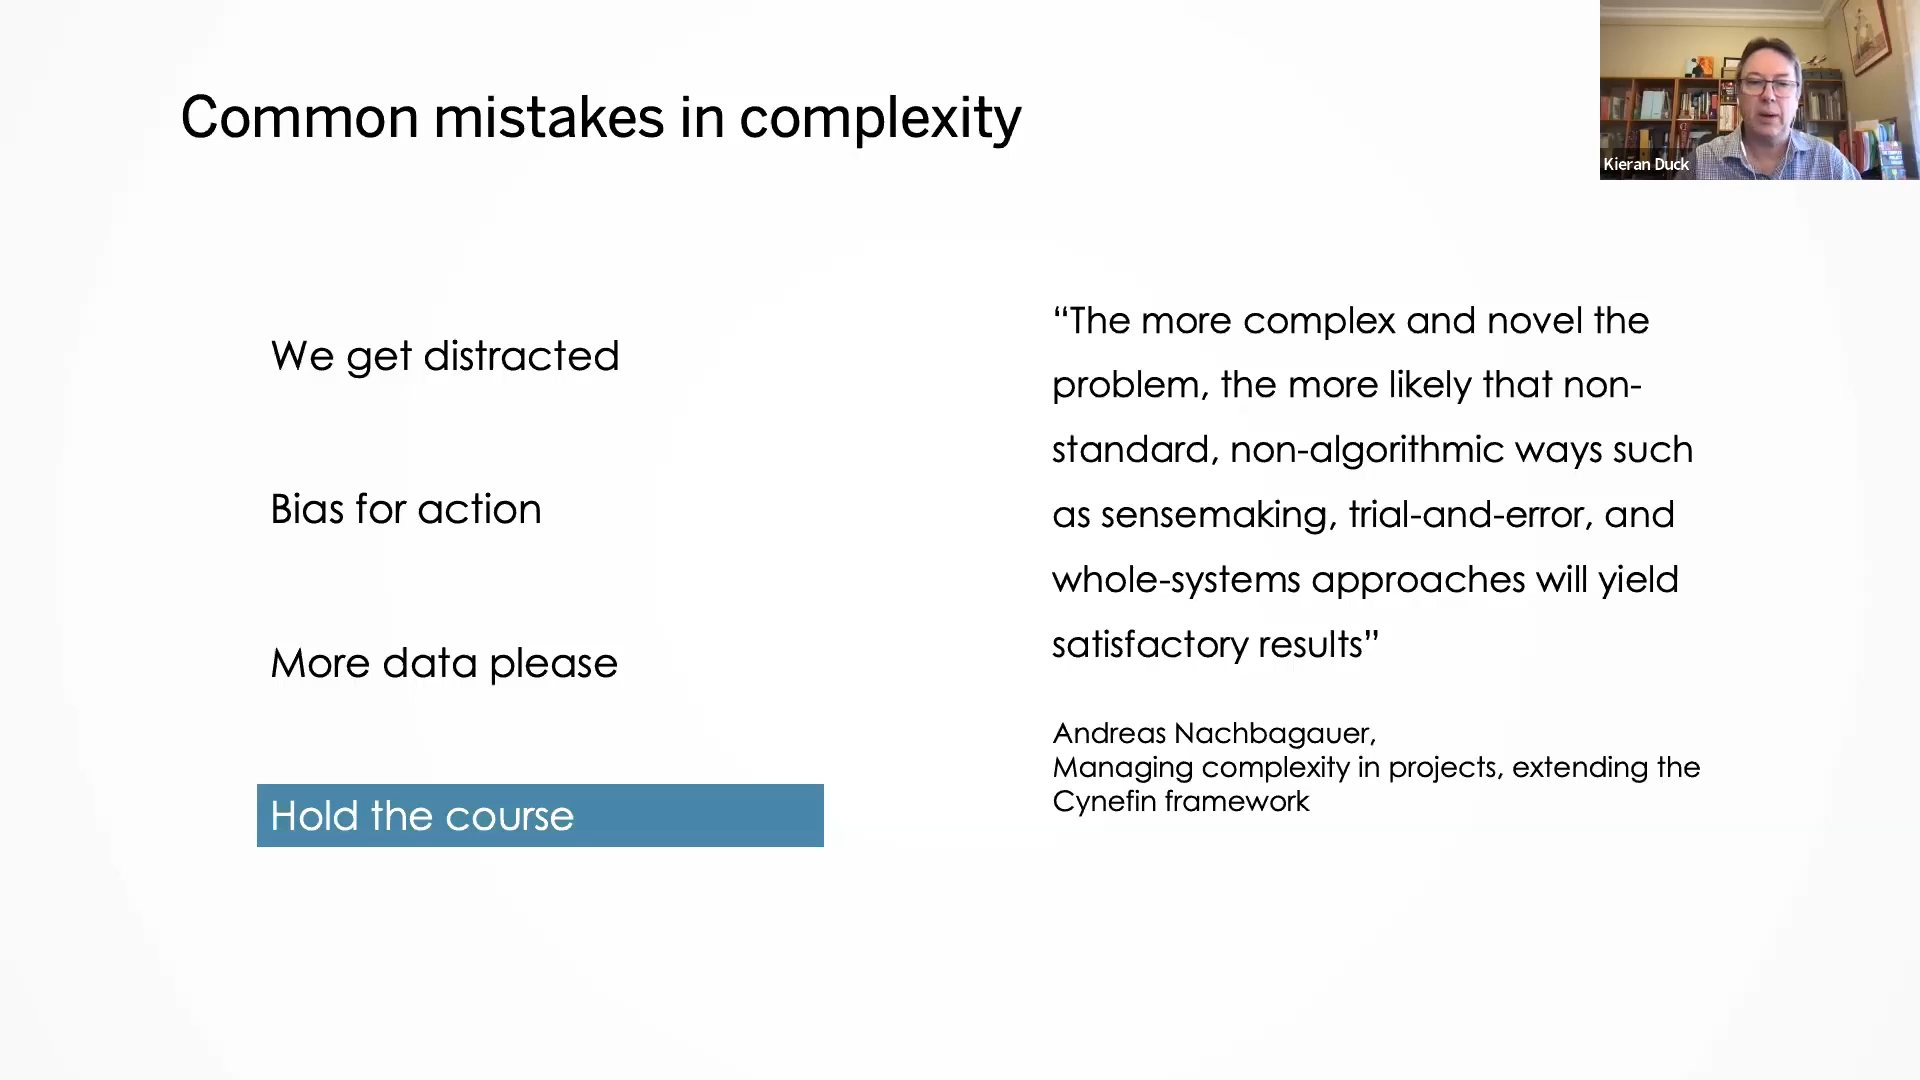 Common mistakes in complexity
Kieran Duck
We get distracted
Bias for action
More data please
Hold the course
“The more complex and novel the
problem, the more likely that non-
standard, non-algorithmic ways such
as sensemaking, trial-and-error, and
whole-systems approaches will yield
satisfactory results”
Andreas Nachbagauer,
Managing complexity in projects, extending the
Cynefin framework